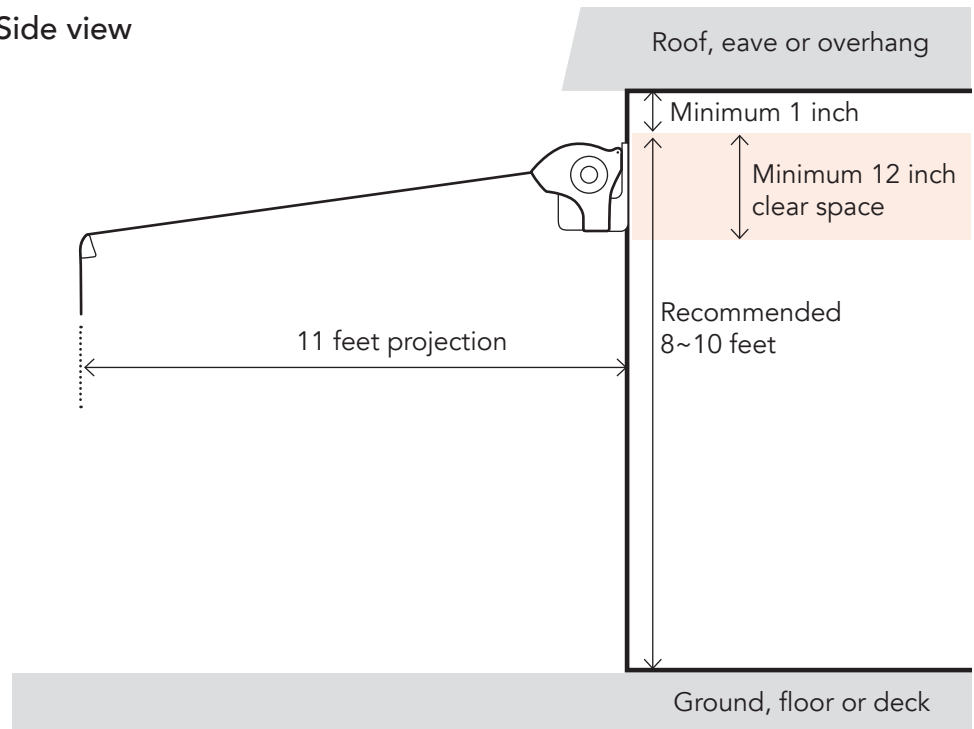 Side view
Roof, eave or overhang
Minimum 1 inch
Minimum 12 inch
clear space
Recommended
8~10 feet
11 feet projection
Ground, floor or deck